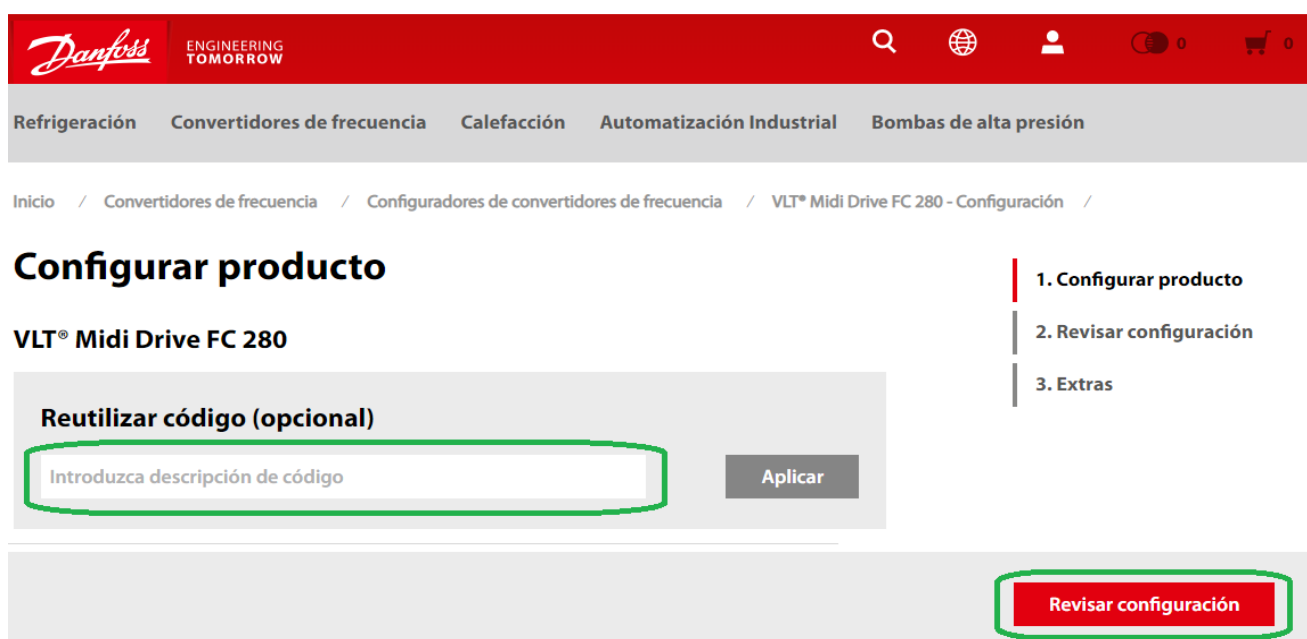 Danfoss
ENGINEERING
TOMORROW
0
0
Refrigeración Convertidores de frecuencia Calefacción Automatización Industrial Bombas de alta presión
Inicio / Convertidores de frecuencia / Configuradores de convertidores de frecuencia / VLT® Midi Drive FC 280 - Configuración /
Configurar producto
VLT® Midi Drive FC 280
Reutilizar código (opcional)
Introduzca descripción de código
Aplicar
1. Configurar producto
2. Revisar configuración
3. Extras
Revisar configuración